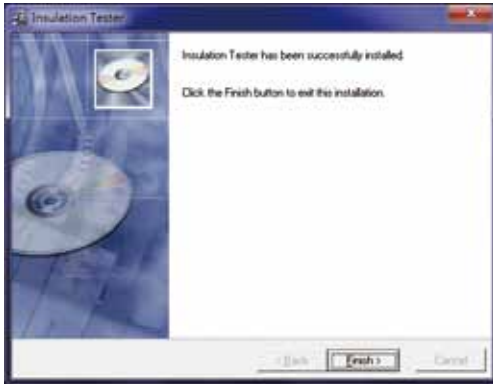 Insulation Tester
Insulation Tester has been successfully installed.
Click the Finish button to exit this installation.
< Back
Finish >
Cancel